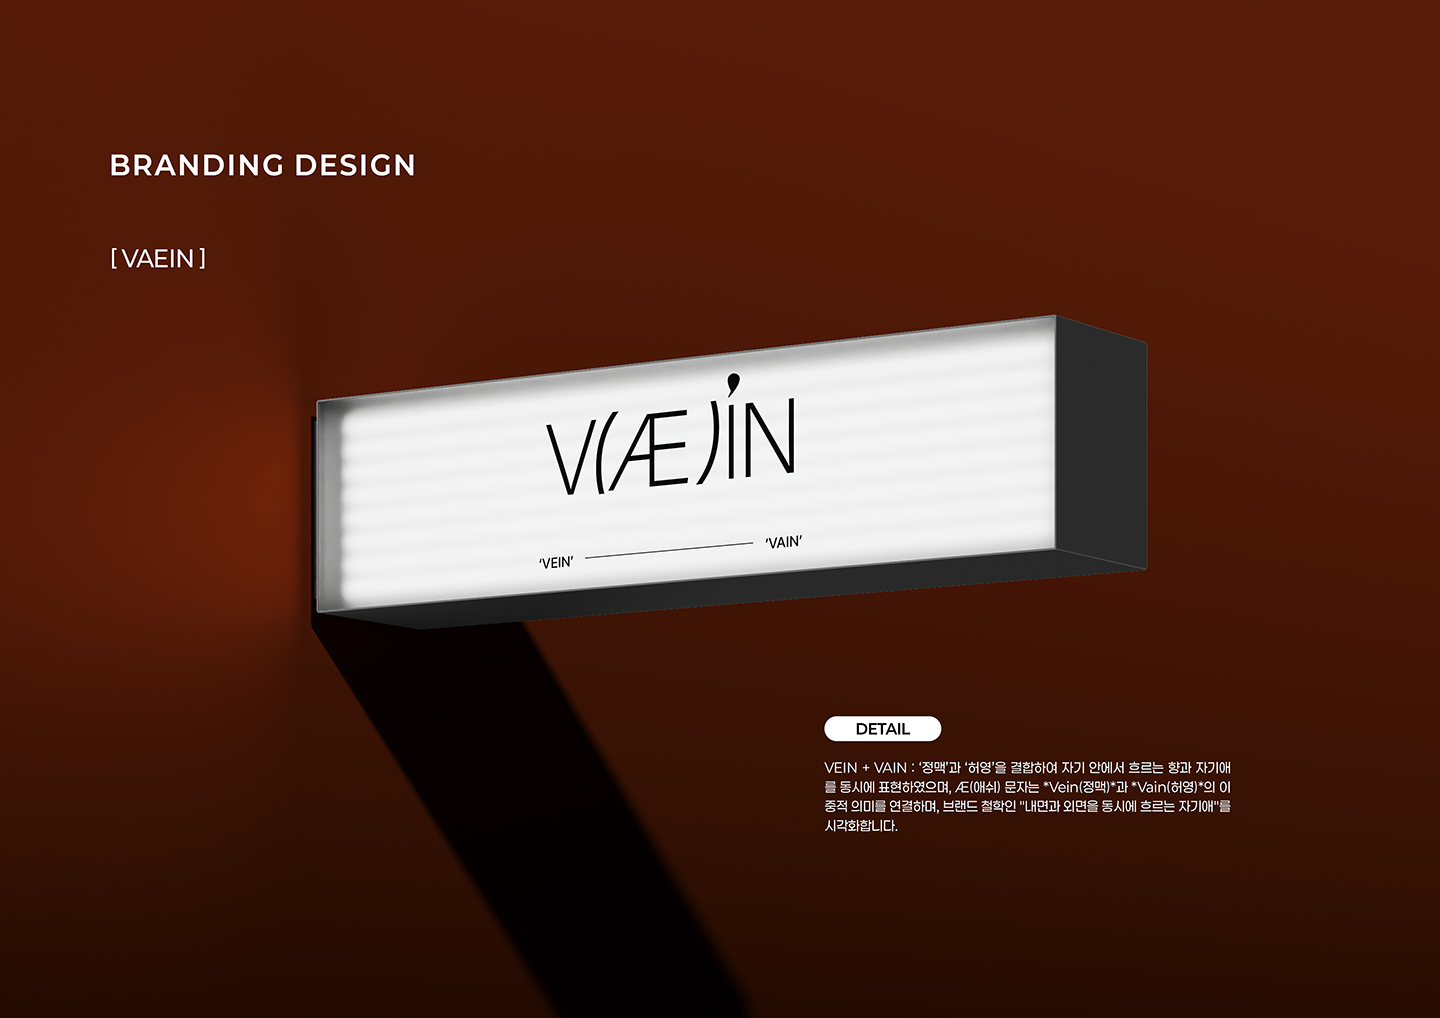 BRANDING DESIGN
[ VAEIN ]
V(Æ)IN
'VEIN' 'VAIN'
DETAIL
VEIN + VAIN : '정맥'과 '허영'을 결합하여 자기 안에서 흐르는 향과 자기애
를 동시에 표현하였으며, Æ(애쉬) 문자는 *Vein(정맥)*과 *Vain(허영)*의 이
중적 의미를 연결하며, 브랜드 철학인 "내면과 외면을 동시에 흐르는 자기애"를
시각화합니다.